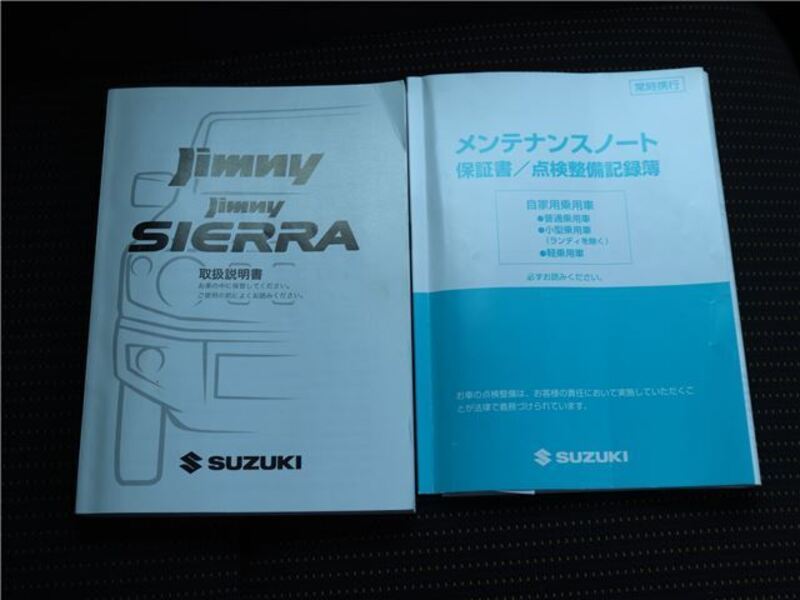 Jimny
Jimny
SIERRA
取扱説明書
お車の中に保管してください。
ご使用の前によくお読みください。
SUZUKI
常時携行
メンテナンスノート
保証書／点検整備記録簿
自家用乗用車
●普通乗用車
●小型乗用車
（ランディを除く）
●軽乗用車
必ずお読みください。
お車の点検整備は、お客様の責任において実施していただくこ
とが法律で義務づけられています。
SUZUKI